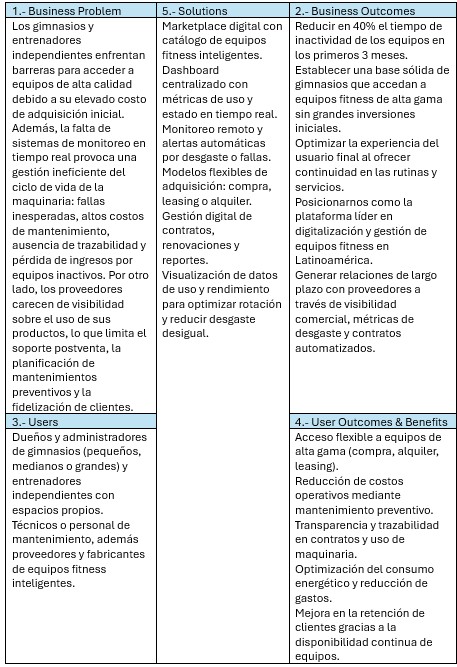 1.- Business Problem
Los gimnasios y
entrenadores
independientes enfrentan
barreras para acceder a
equipos de alta calidad
debido a su elevado costo
de adquisición inicial.
Además, la falta de
sistemas de monitoreo en
tiempo real provoca una
gestión ineficiente del
ciclo de vida de la
maquinaria: fallas
inesperadas, altos costos
de mantenimiento,
ausencia de trazabilidad y
pérdida de ingresos por
equipos inactivos. Por otro
lado, los proveedores
carecen de visibilidad
sobre el uso de sus
productos, lo que limita el
soporte postventa, la
planificación de
mantenimientos
preventivos y la
fidelización de clientes.
3.- Users
Dueños y administradores
de gimnasios (pequeños,
medianos o grandes) y
entrenadores
independientes con
espacios propios.
Técnicos o personal de
mantenimiento, además
proveedores y fabricantes
de equipos fitness
inteligentes.
5.- Solutions
Marketplace digital con
catálogo de equipos
fitness inteligentes.
Dashboard
centralizado con
métricas de uso y
estado en tiempo real.
Monitoreo remoto y
alertas automáticas
por desgaste o fallas.
Modelos flexibles de
adquisición: compra,
leasing o alquiler.
Gestión digital de
contratos,
renovaciones y
reportes.
Visualización de datos
de uso y rendimiento
para optimizar rotación
y reducir desgaste
desigual.
2.- Business Outcomes
Reducir en 40% el tiempo de
inactividad de los equipos en
los primeros 3 meses.
Establecer una base sólida de
gimnasios que accedan a
equipos fitness de alta gama
sin grandes inversiones
iniciales.
Optimizar la experiencia del
usuario final al ofrecer
continuidad en las rutinas y
servicios.
Posicionarnos como la
plataforma líder en
digitalización y gestión de
equipos fitness en
Latinoamérica.
Generar relaciones de largo
plazo con proveedores a
través de visibilidad
comercial, métricas de
desgaste y contratos
automatizados.
4.- User Outcomes & Benefits
Acceso flexible a equipos de
alta gama (compra, alquiler,
leasing).
Reducción de costos
operativos mediante
mantenimiento preventivo.
Transparencia y trazabilidad
en contratos y uso de
maquinaria.
Optimización del consumo
energético y reducción de
gastos.
Mejora en la retención de
clientes gracias a la
disponibilidad continua de
equipos.